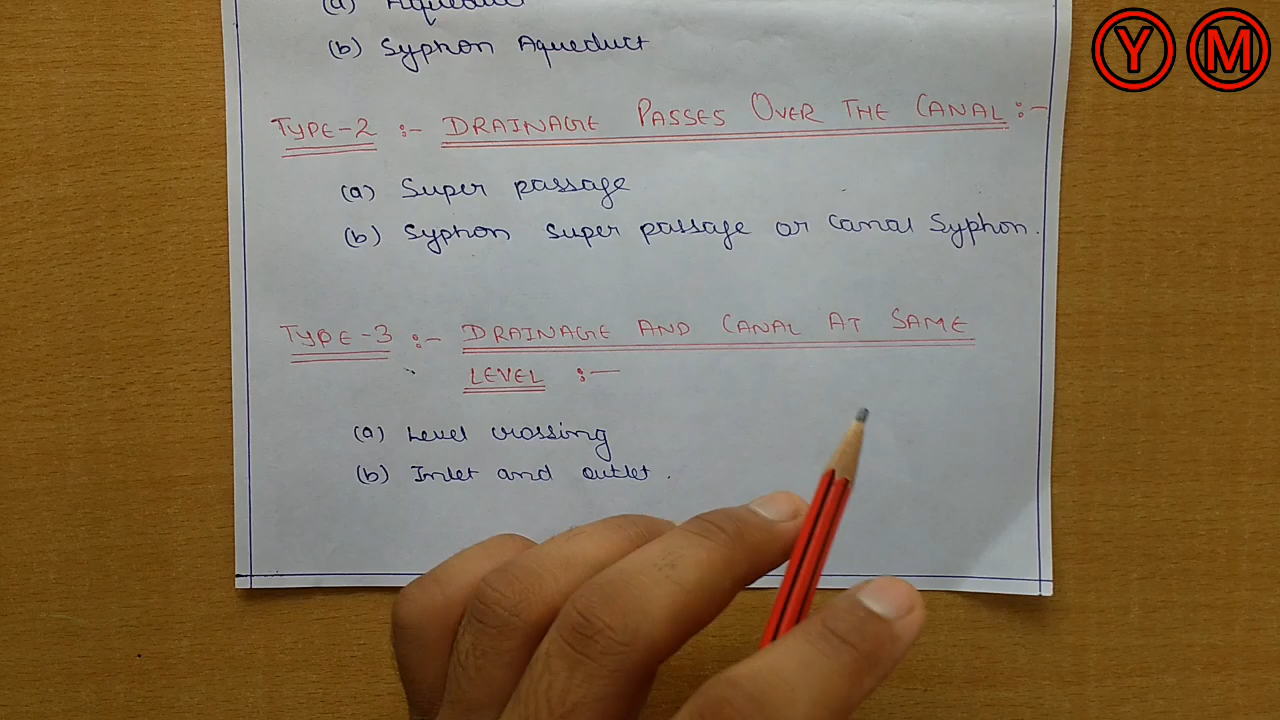 (a) Aqueduct
(b) Syphon Aqueduct
TYPE-2 :- DRAINAGE PASSES OVER THE CANAL :-
(a) Super passage
(b) Syphon super passage or canal Syphon.
TYPE-3 :- DRAINAGE AND CANAL AT SAME
LEVEL :-
(a) Level crossing
(b) Inlet and outlet.
Y M